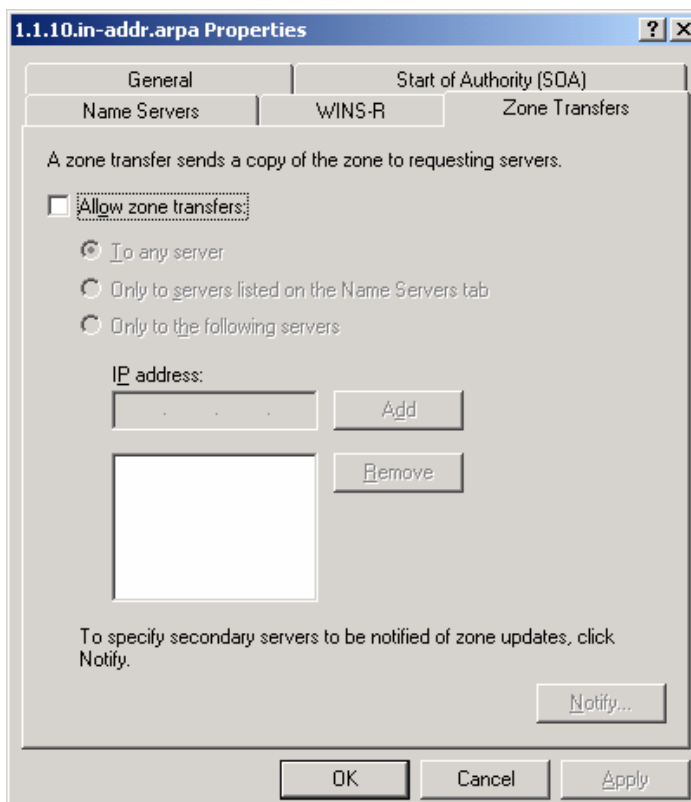 1.1.10.in-addr.arpa Properties
? X
General Start of Authority (SOA)
Name Servers WINS-R Zone Transfers
A zone transfer sends a copy of the zone to requesting servers.
Allow zone transfers:
To any server
Only to servers listed on the Name Servers tab
Only to the following servers
IP address:
. . . Add
Remove
To specify secondary servers to be notified of zone updates, click
Notify.
Notify...
OK Cancel Apply